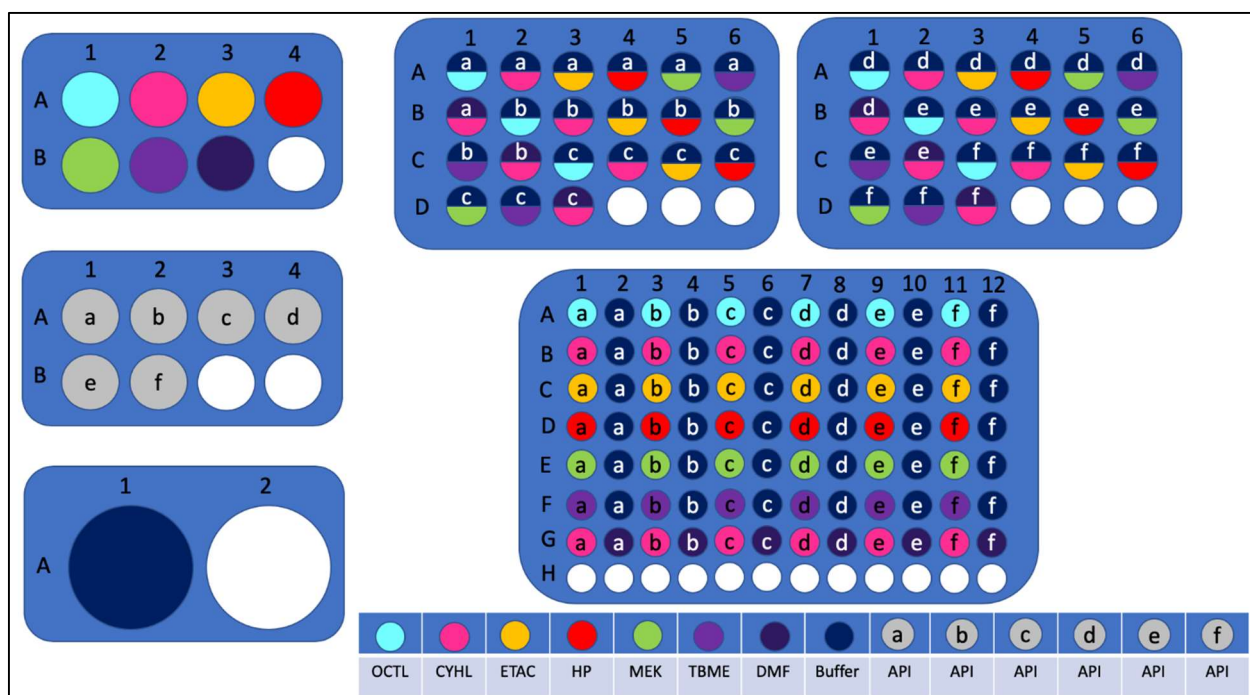 1 2 3 4
A
B
1 2 3 4
A a b c d
B e f
1 2
A
1 2 3 4 5 6
A a a a a a a
B a b b b b b
C b b c c c c
D c c c
1 2 3 4 5 6
A d d d d d d
B d e e e e e
C e e f f f f
D f f f
1 2 3 4 5 6 7 8 9 10 11 12
A a a b b c c d d e e f f
B a a b b c c d d e e f f
C a a b b c c d d e e f f
D a a b b c c d d e e f f
E a a b b c c d d e e f f
F a a b b c c d d e e f f
G a a b b c c d d e e f f
H
a b c d e f
OCTL CYHL ETAC HP MEK TBME DMF Buffer API API API API API API